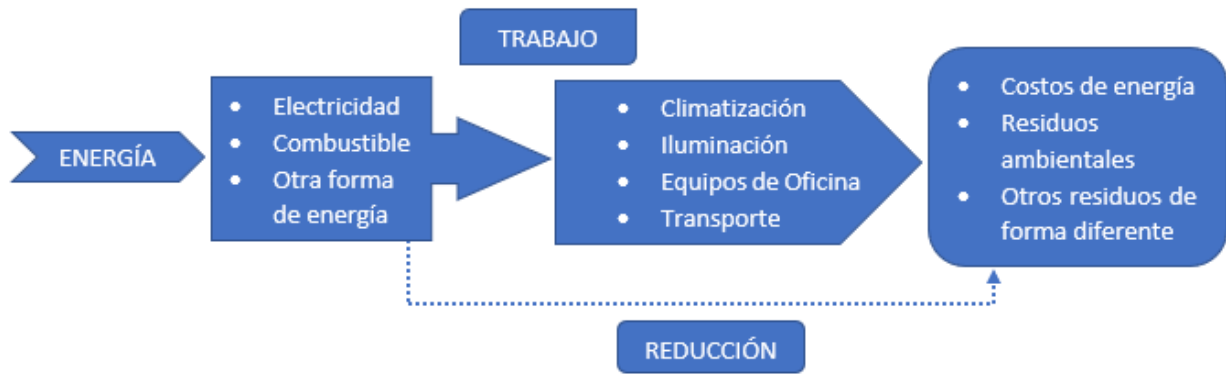 TRABAJO
ENERGÍA
• Electricidad
• Combustible
• Otra forma
de energía
• Climatización
• Iluminación
• Equipos de Oficina
• Transporte
• Costos de energía
• Residuos
ambientales
• Otros residuos de
forma diferente
REDUCCIÓN